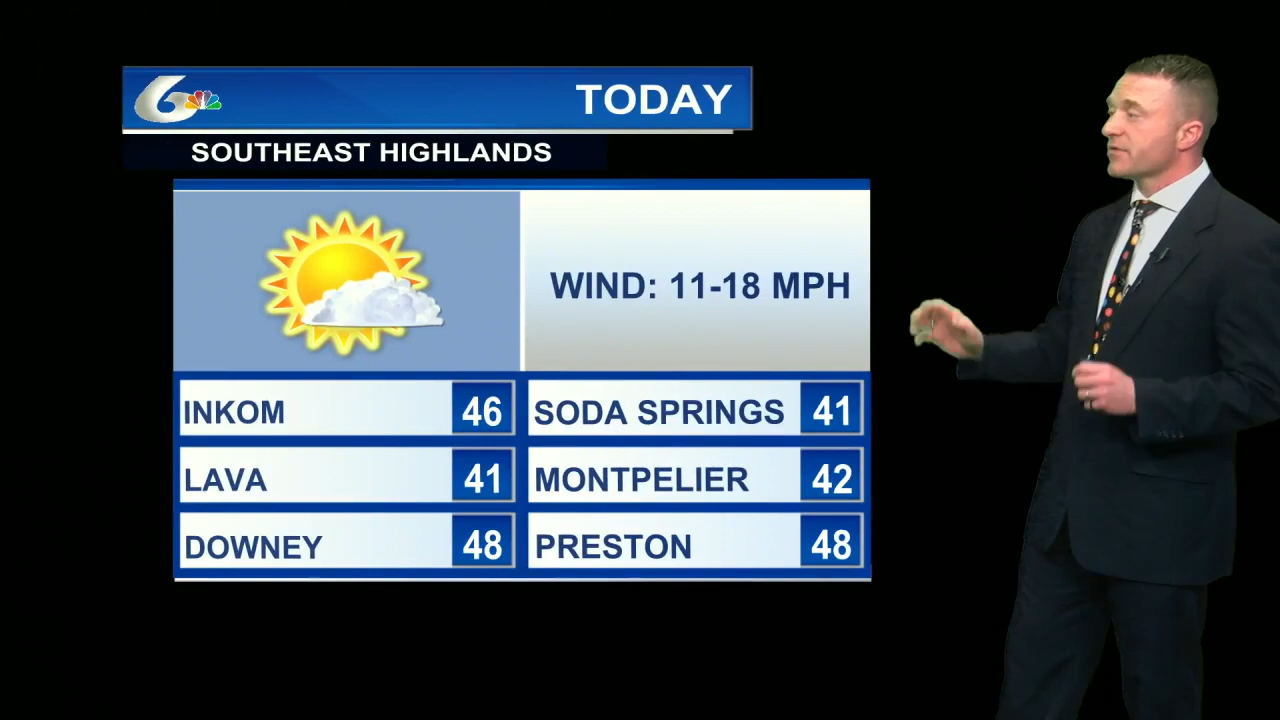 6
TODAY
SOUTHEAST HIGHLANDS
WIND: 11-18 MPH
INKOM 46
SODA SPRINGS 41
LAVA 41
MONTPELIER 42
DOWNEY 48
PRESTON 48